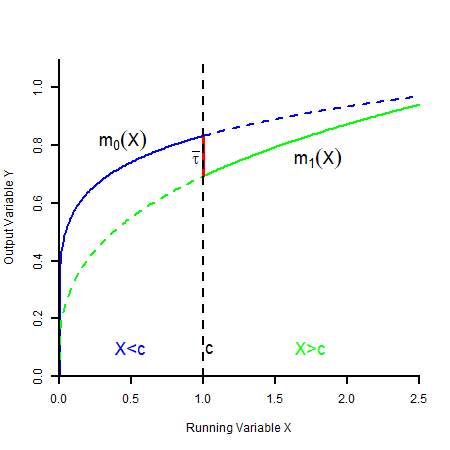 Output Variable Y
1.0
0.8
0.6
0.4
0.2
0.0
m₀(X)
τ̅
m₁(X)
X<c
c
X>c
0.0 0.5 1.0 1.5 2.0 2.5
Running Variable X